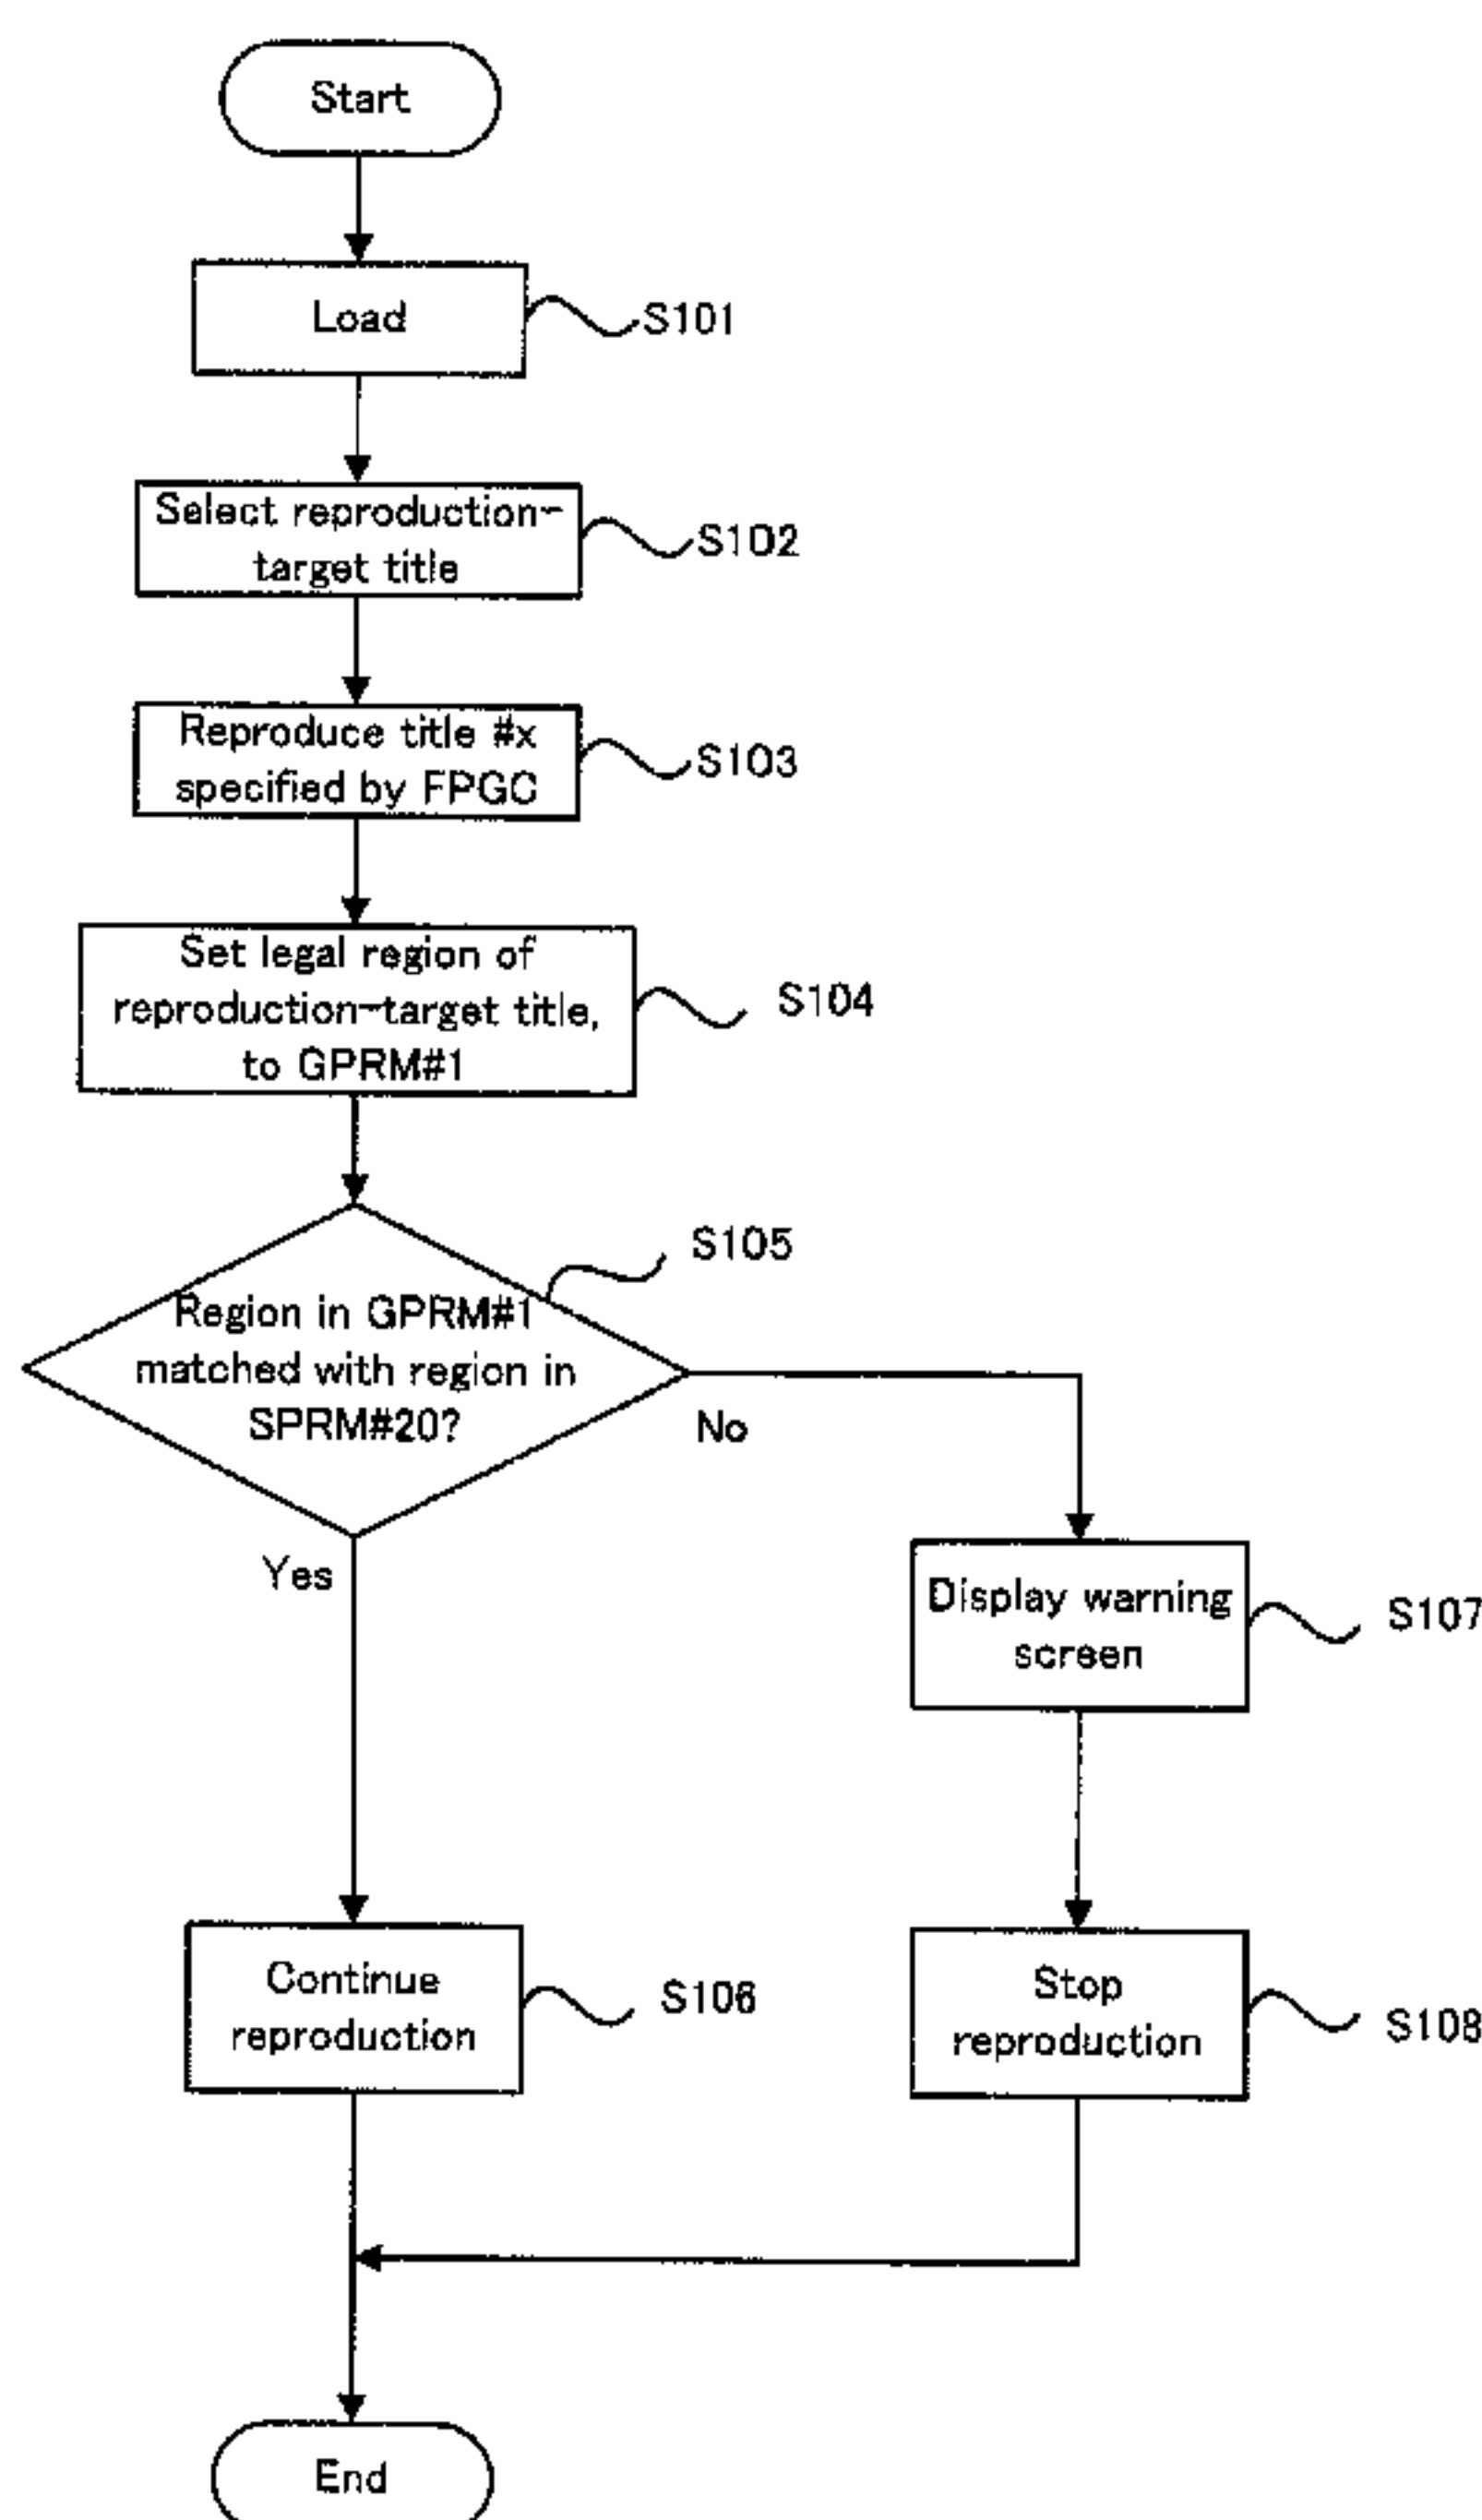 Start
Load
S101
Select reproduction-
target title
S102
Reproduce title #x
specified by FPGC
S103
Set legal region of
reproduction-target title,
to GPRM#1
S104
S105
Region in GPRM#1
matched with region in
SPRM#20?
No
Yes
Display warning
screen
S107
Continue
reproduction
S106
Stop
reproduction
S108
End